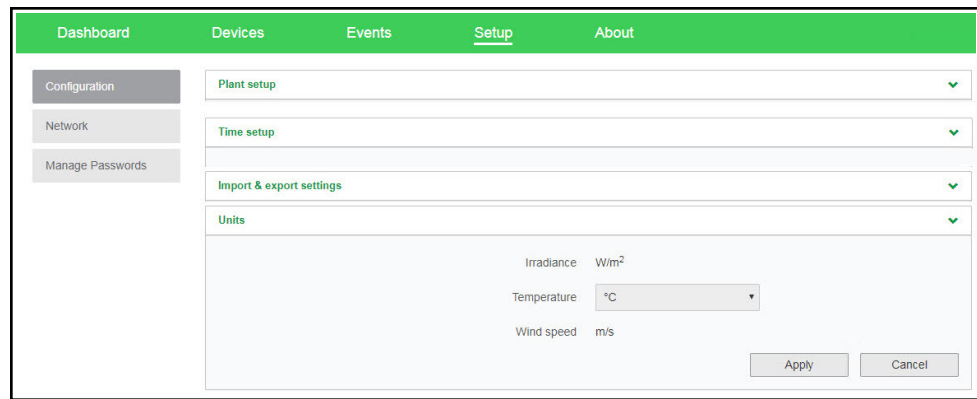 Dashboard Devices Events Setup About
Configuration
Network
Manage Passwords
Plant setup
Time setup
Import & export settings
Units
Irradiance W/m²
Temperature °C
Wind speed m/s
Apply Cancel